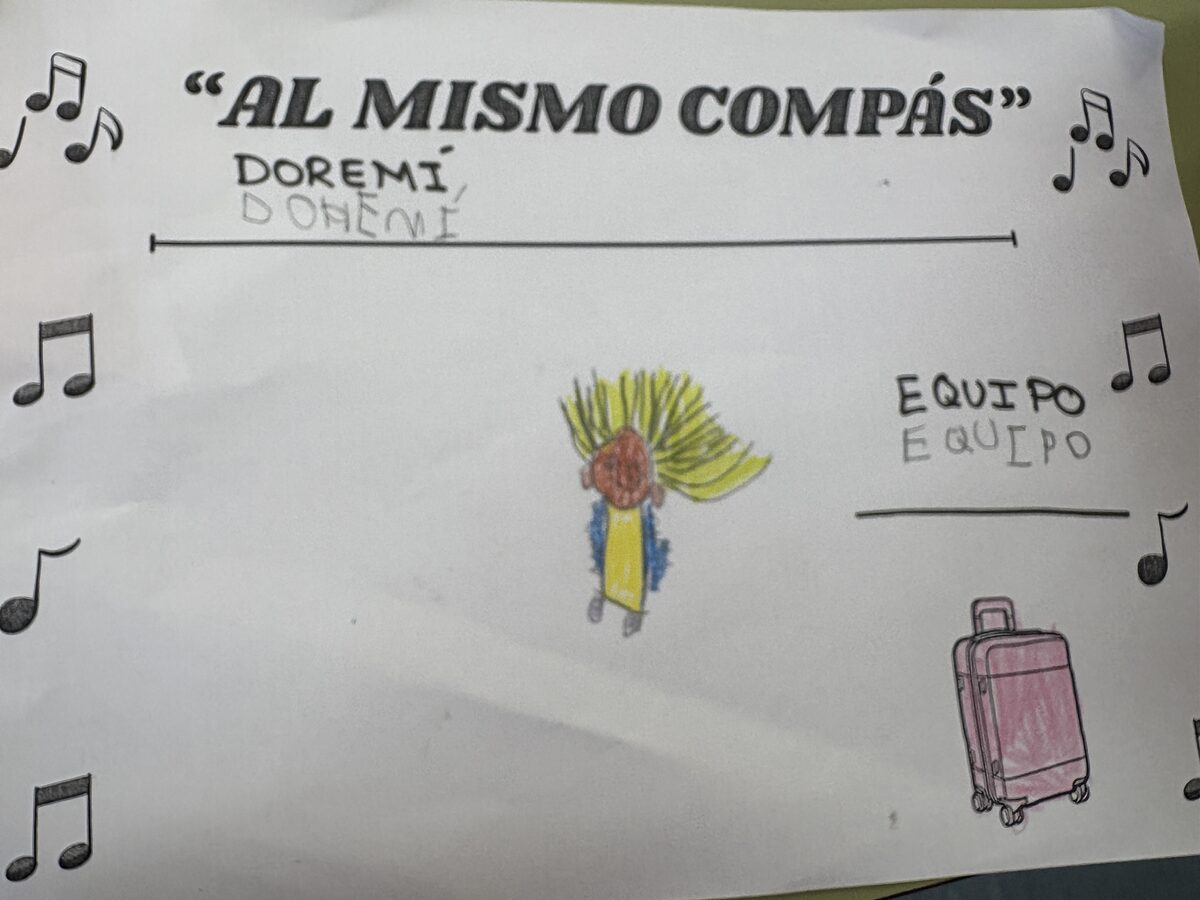 “AL MISMO COMPÁS”
DOREMÍ
DOHEMÍ
EQUIPO
EQUIPO